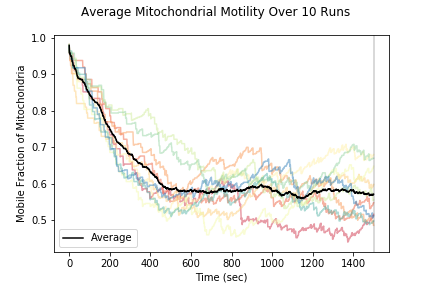 Average Mitochondrial Motility Over 10 Runs
Mobile Fraction of Mitochondria
1.0
0.9
0.8
0.7
0.6
0.5
Average
0 200 400 600 800 1000 1200 1400
Time (sec)